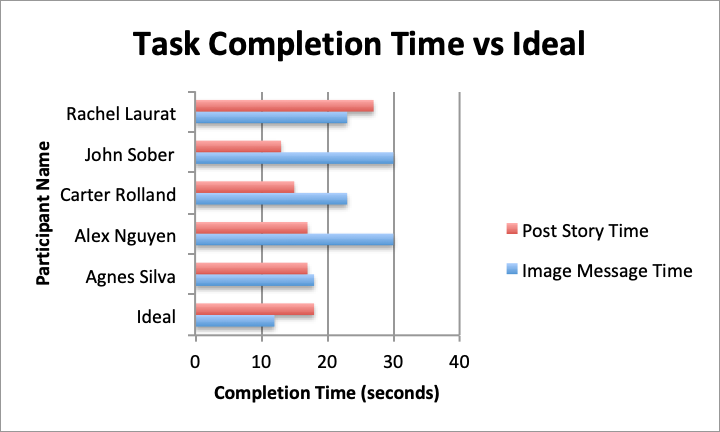 Task Completion Time vs Ideal
Participant Name
Rachel Laurat
John Sober
Carter Rolland
Alex Nguyen
Agnes Silva
Ideal
0 10 20 30 40
Completion Time (seconds)
Post Story Time
Image Message Time